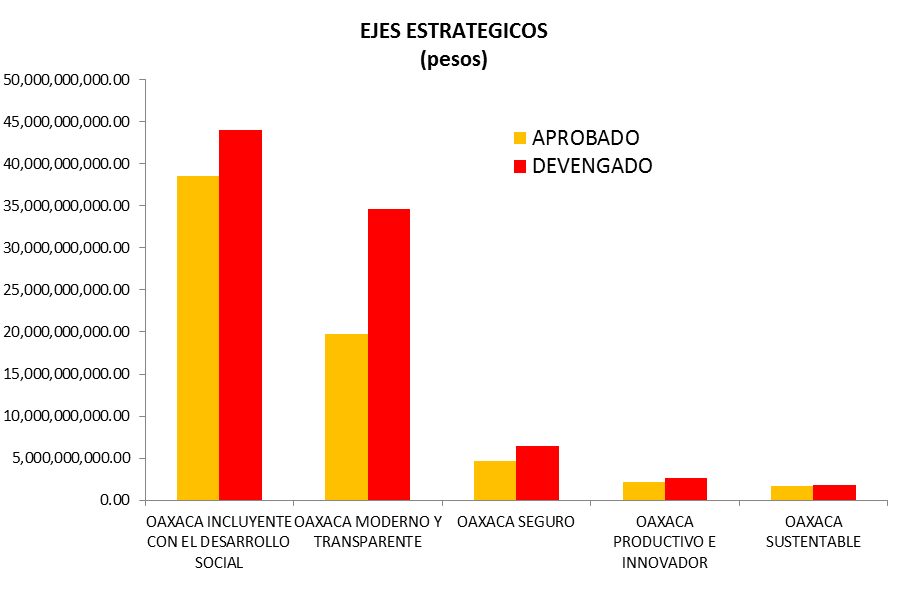 EJES ESTRATEGICOS
(pesos)
50,000,000,000.00
45,000,000,000.00
40,000,000,000.00
35,000,000,000.00
30,000,000,000.00
25,000,000,000.00
20,000,000,000.00
15,000,000,000.00
10,000,000,000.00
5,000,000,000.00
0.00
APROBADO
DEVENGADO
OAXACA INCLUYENTE
CON EL DESARROLLO
SOCIAL
OAXACA MODERNO Y
TRANSPARENTE
OAXACA SEGURO
OAXACA
PRODUCTIVO E
INNOVADOR
OAXACA
SUSTENTABLE